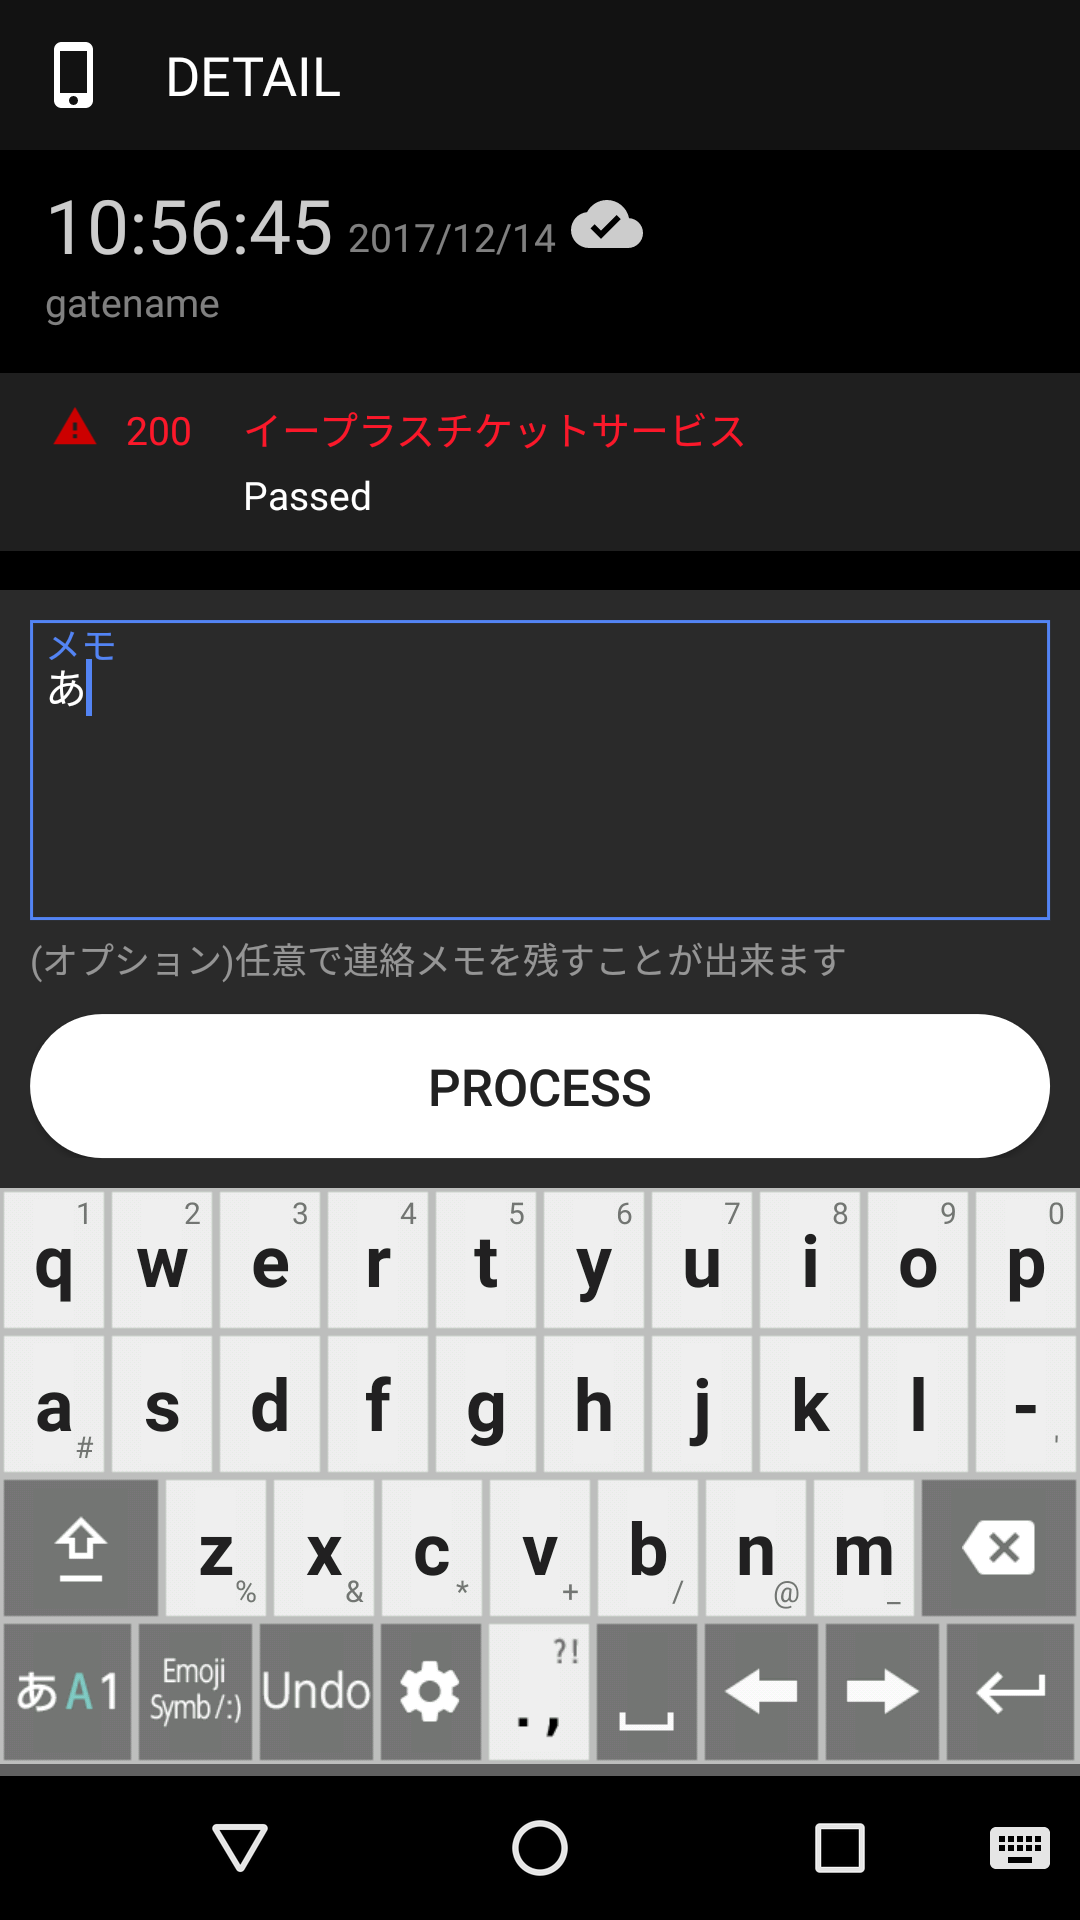 DETAIL
10:56:45 2017/12/14
gatename
200 イープラスチケットサービス
Passed
メモ
あ
(オプション)任意で連絡メモを残すことが出来ます
PROCESS
1 2 3 4 5 6 7 8 9 0
q w e r t y u i o p
a s d f g h j k l -
# '
z x c v b n m
% & * + / @ _
あA1 Emoji Symb/:) Undo ?! . ,